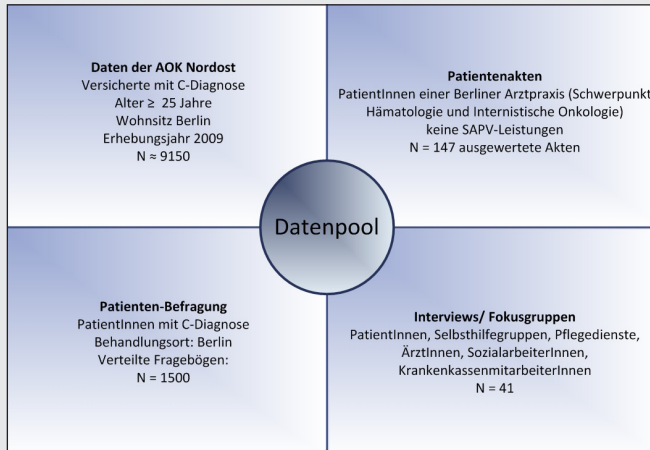 Daten der AOK Nordost
Versicherte mit C-Diagnose
Alter ≥ 25 Jahre
Wohnsitz Berlin
Erhebungsjahr 2009
N ≈ 9150
Patientenakten
PatientInnen einer Berliner Arztpraxis (Schwerpunkt
Hämatologie und Internistische Onkologie)
keine SAPV-Leistungen
N = 147 ausgewertete Akten
Datenpool
Patienten-Befragung
PatientInnen mit C-Diagnose
Behandlungsort: Berlin
Verteilte Fragebögen:
N = 1500
Interviews/ Fokusgruppen
PatientInnen, Selbsthilfegruppen, Pflegedienste,
ÄrztInnen, SozialarbeiterInnen,
KrankenkassenmitarbeiterInnen
N = 41